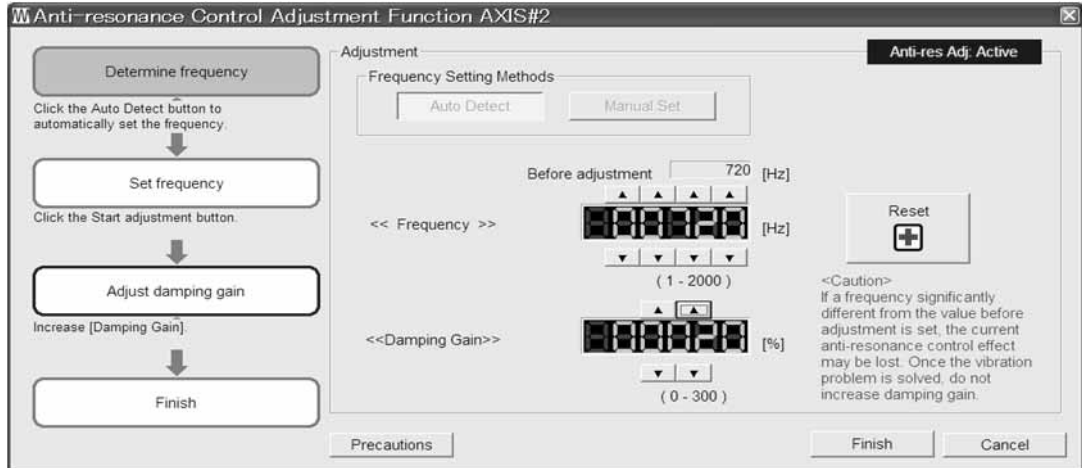 Anti-resonance Control Adjustment Function AXIS#2
Determine frequency
Click the Auto Detect button to
automatically set the frequency.
Set frequency
Click the Start adjustment button.
Adjust damping gain
Increase [Damping Gain].
Finish
Adjustment
Anti-res Adj: Active
Frequency Setting Methods
Auto Detect
Manual Set
Before adjustment 720 [Hz]
<< Frequency >>
[Hz]
( 1 - 2000 )
<<Damping Gain>>
[%]
( 0 - 300 )
Reset
<Caution>
If a frequency significantly
different from the value before
adjustment is set, the current
anti-resonance control effect
may be lost. Once the vibration
problem is solved, do not
increase damping gain.
Precautions
Finish
Cancel